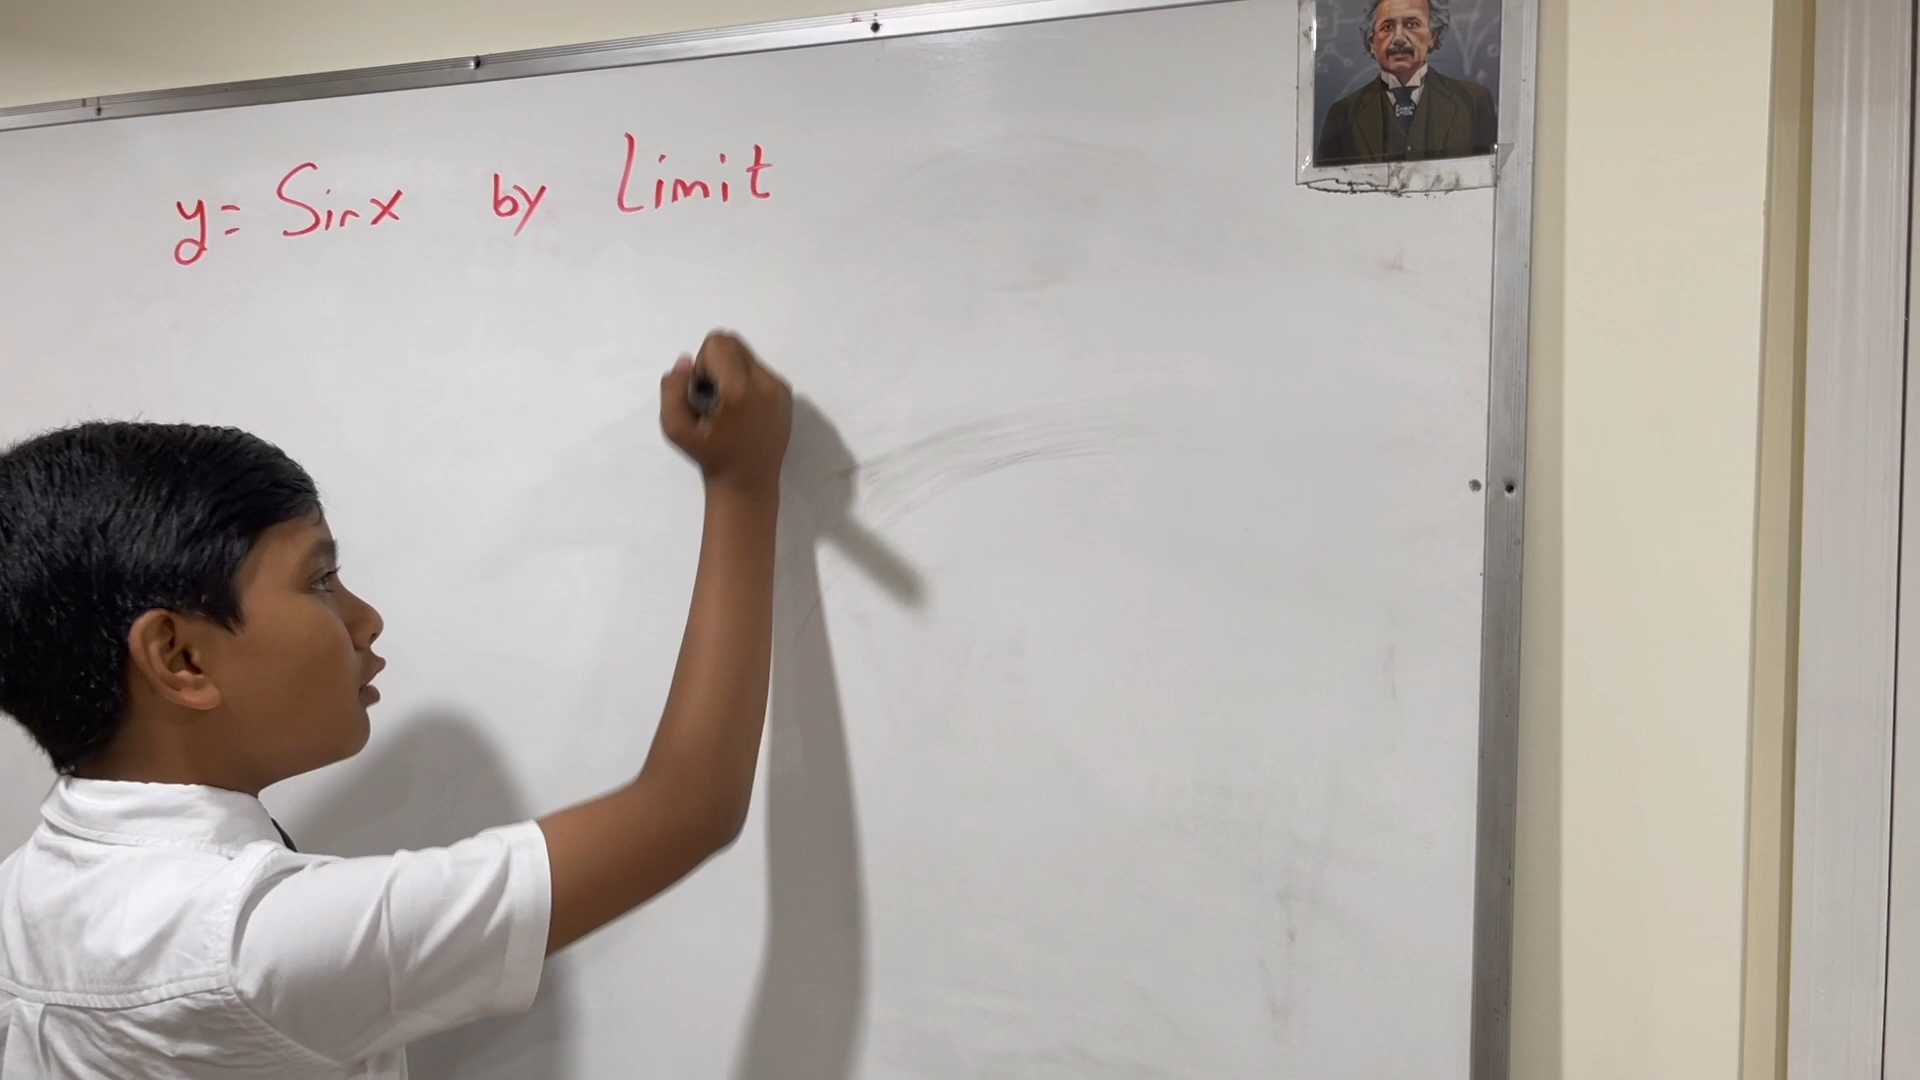 y = Sinx by Limit